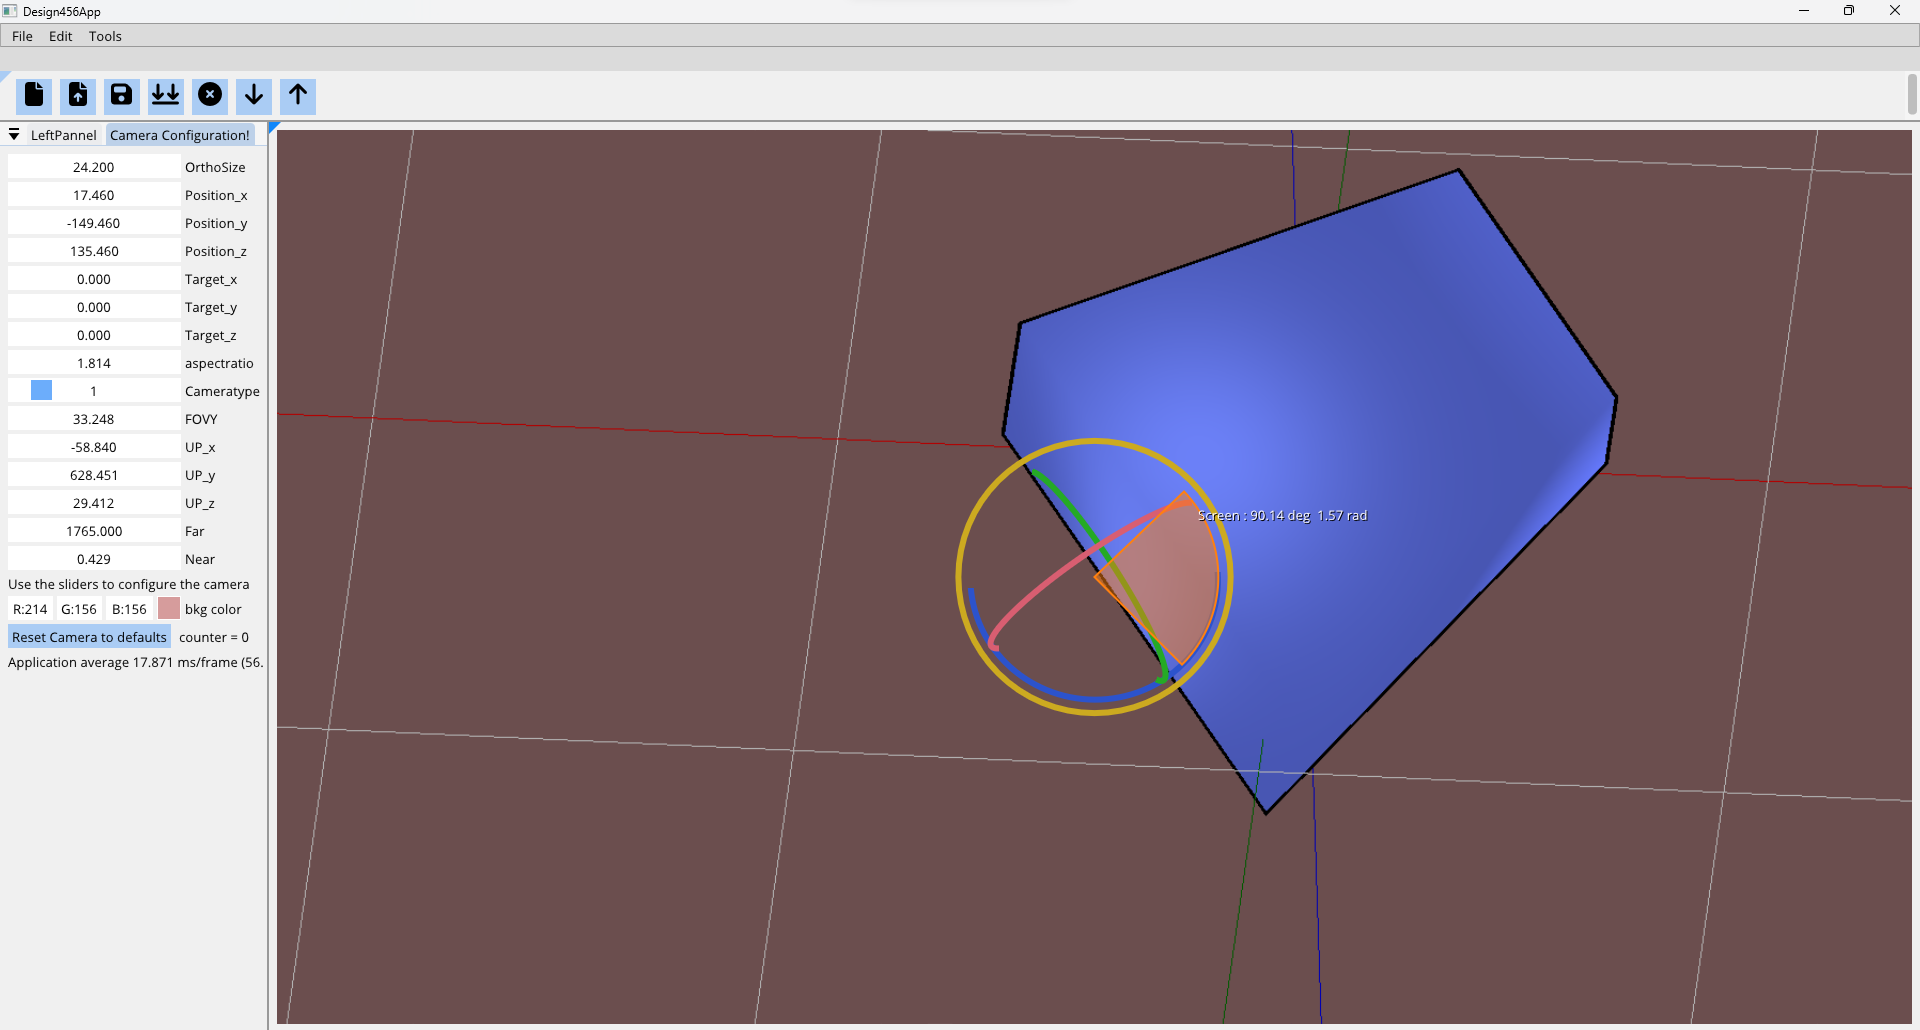 Design456App
File Edit Tools
LeftPannel Camera Configuration!
24.200 OrthoSize
17.460 Position_x
-149.460 Position_y
135.460 Position_z
0.000 Target_x
0.000 Target_y
0.000 Target_z
1.814 aspectratio
1 Cameratype
33.248 FOVY
-58.840 UP_x
628.451 UP_y
29.412 UP_z
1765.000 Far
0.429 Near
Use the sliders to configure the camera
R:214 G:156 B:156 bkg color
Reset Camera to defaults counter = 0
Application average 17.871 ms/frame (56.
Screen : 90.14 deg 1.57 rad